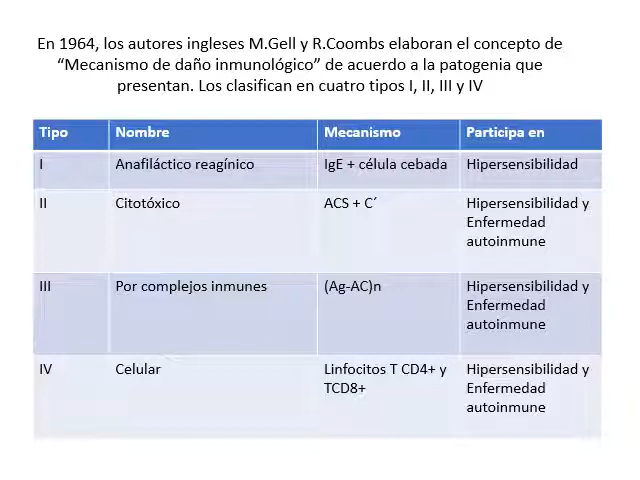 En 1964, los autores ingleses M.Gell y R.Coombs elaboran el concepto de
“Mecanismo de daño inmunológico” de acuerdo a la patogenia que
presentan. Los clasifican en cuatro tipos I, II, III y IV
Tipo Nombre Mecanismo Participa en
I Anafiláctico reagínico IgE + célula cebada Hipersensibilidad
II Citotóxico ACS + C´ Hipersensibilidad y
Enfermedad
autoinmune
III Por complejos inmunes (Ag-AC)n Hipersensibilidad y
Enfermedad
autoinmune
IV Celular Linfocitos T CD4+ y Hipersensibilidad y
TCD8+ Enfermedad
autoinmune